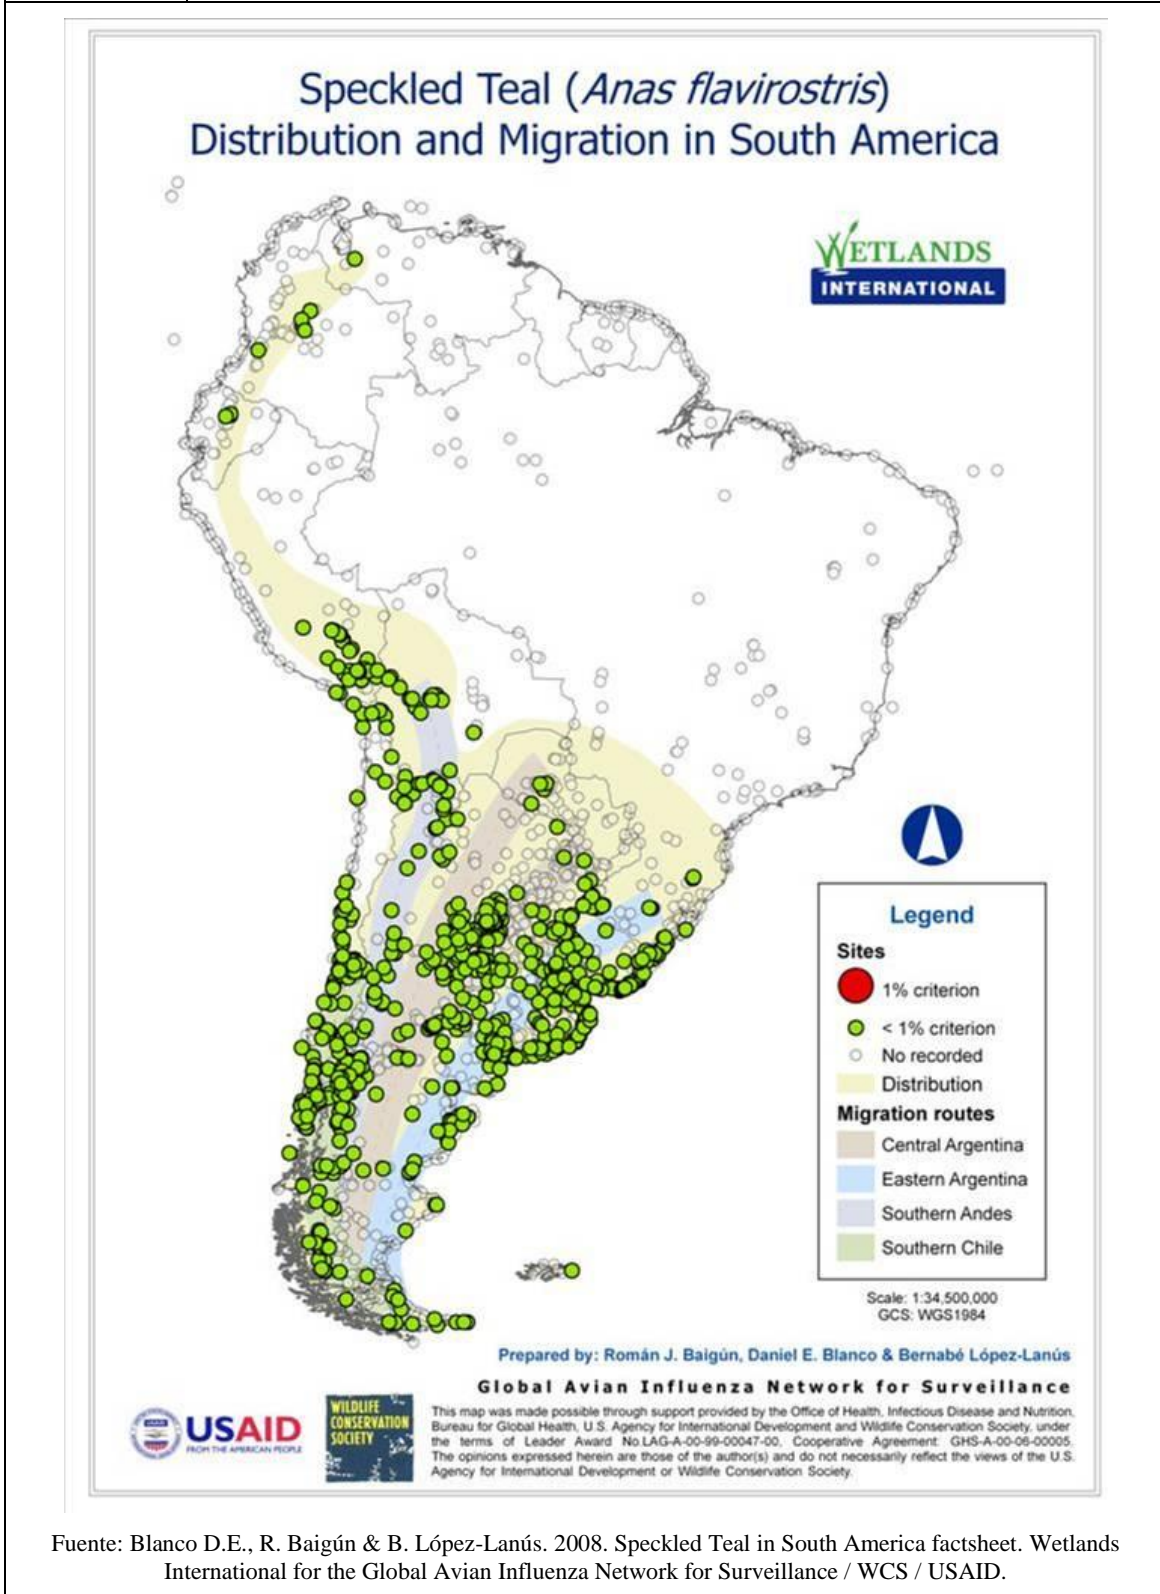 Speckled Teal (Anas flavirostris)
Distribution and Migration in South America
WETLANDS
INTERNATIONAL
Legend
Sites
1% criterion
< 1% criterion
No recorded
Distribution
Migration routes
Central Argentina
Eastern Argentina
Southern Andes
Southern Chile
Scale: 1:34,500,000
GCS: WGS1984
Prepared by: Román J. Baigún, Daniel E. Blanco & Bernabé López-Lanús
Global Avian Influenza Network for Surveillance
USAID
FROM THE AMERICAN PEOPLE
WILDLIFE
CONSERVATION
SOCIETY
This map was made possible through support provided by the Office of Health, Infectious Disease and Nutrition,
Bureau for Global Health, U.S. Agency for International Development and Wildlife Conservation Society, under
the terms of Leader Award No.LAG-A-00-99-00047-00, Cooperative Agreement: GHS-A-00-06-00005.
The opinions expressed herein are those of the author(s) and do not necessarily reflect the views of the U.S.
Agency for International Development or Wildlife Conservation Society.
Fuente: Blanco D.E., R. Baigún & B. López-Lanús. 2008. Speckled Teal in South America factsheet. Wetlands
International for the Global Avian Influenza Network for Surveillance / WCS / USAID.